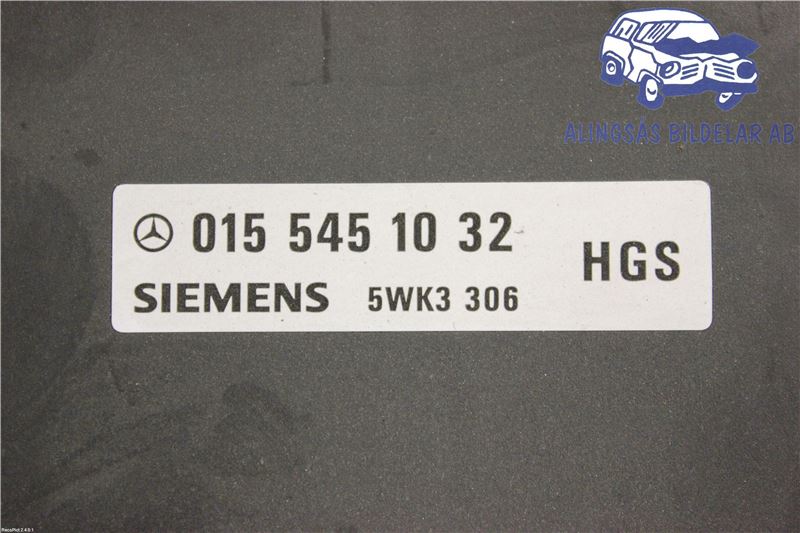 ALINGSÅS BILDELAR AB
015 545 10 32
HGS
SIEMENS 5WK3 306